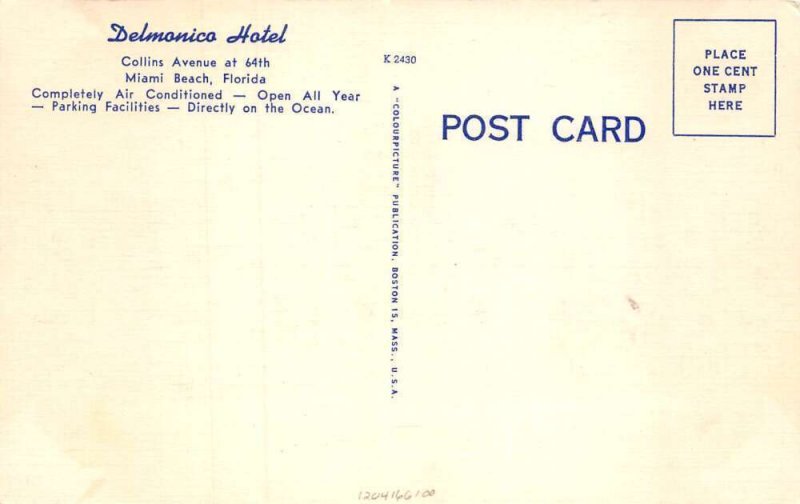 Delmonico Hotel
Collins Avenue at 64th
Miami Beach, Florida
Completely Air Conditioned — Open All Year
— Parking Facilities — Directly on the Ocean.
K 2430
A "COLOURPICTURE" PUBLICATION, BOSTON 15, MASS., U.S.A.
POST CARD
PLACE
ONE CENT
STAMP
HERE